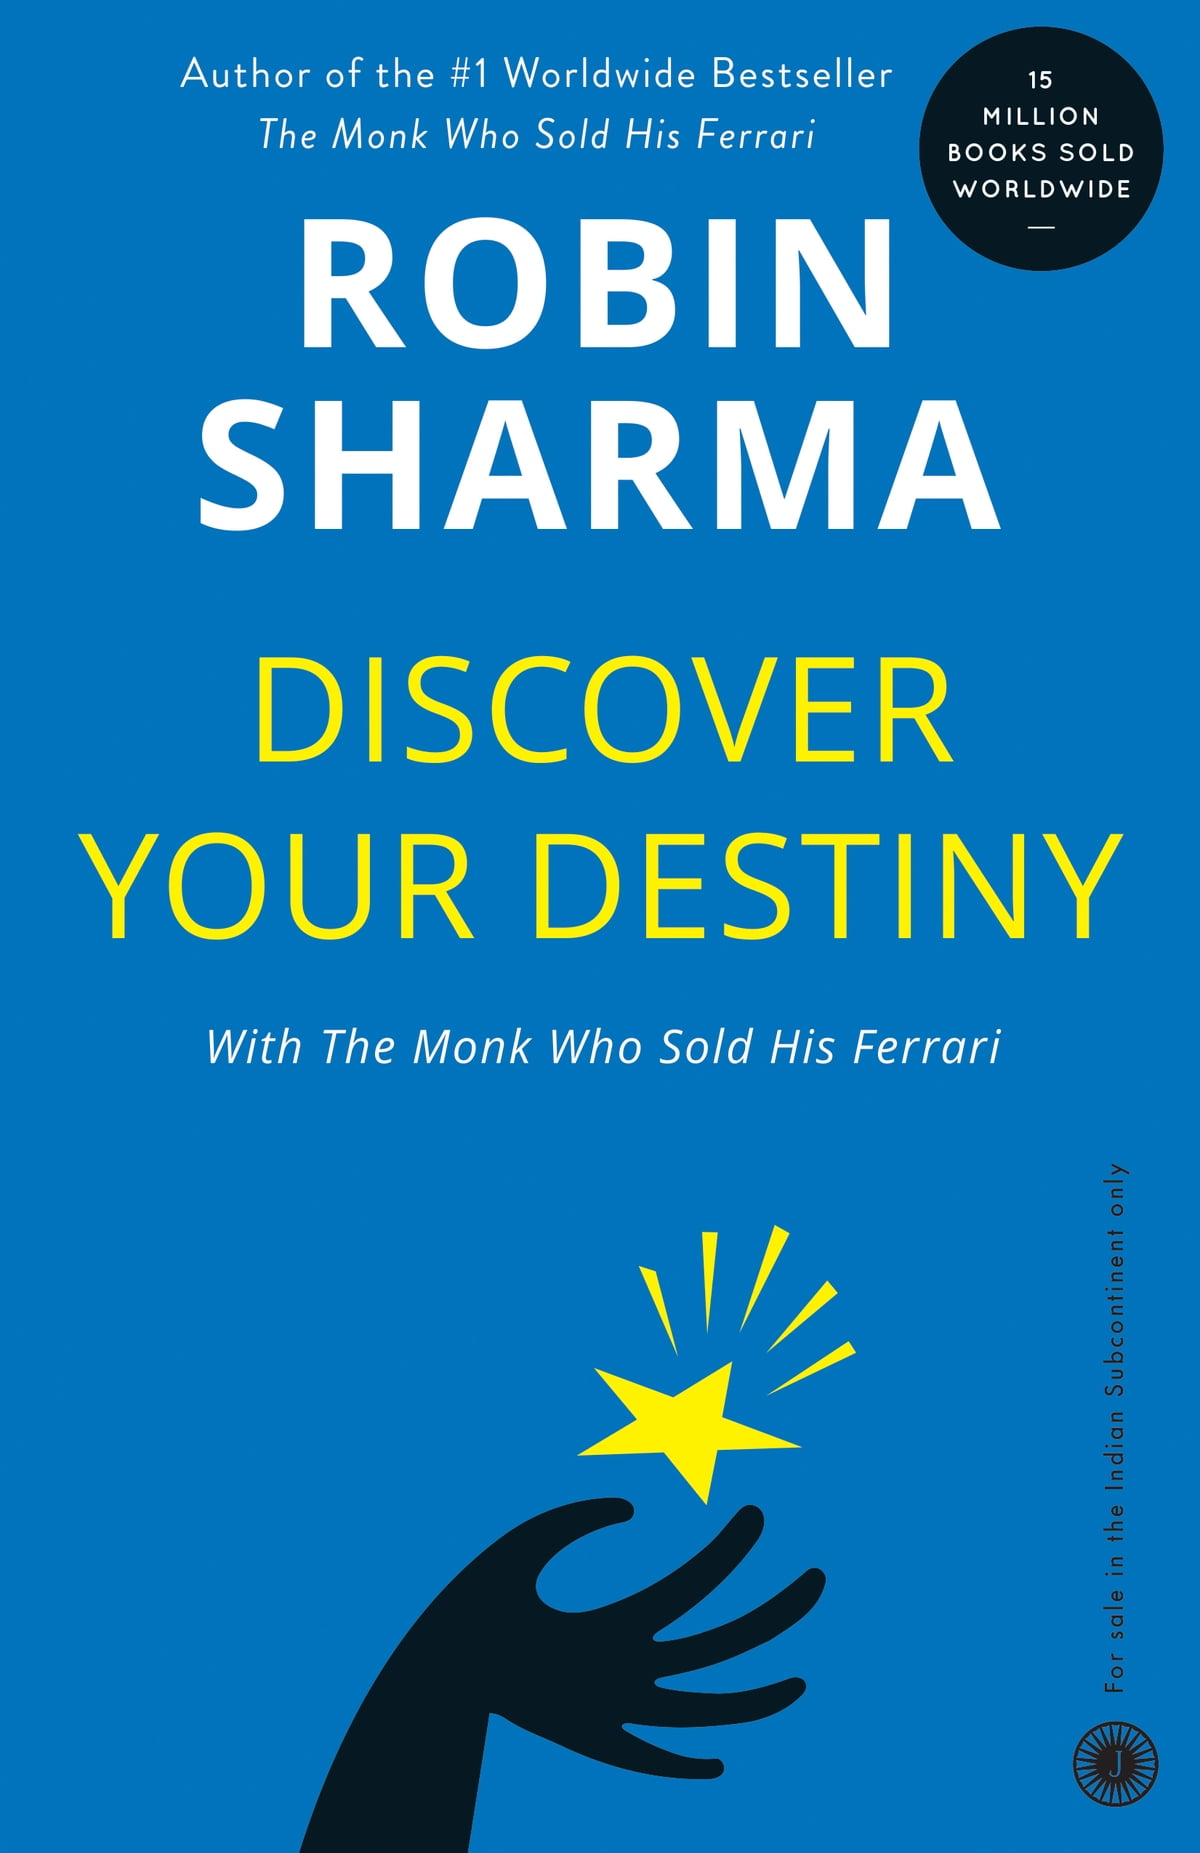 Author of the #1 Worldwide Bestseller
The Monk Who Sold His Ferrari
15
MILLION
BOOKS SOLD
WORLDWIDE
ROBIN
SHARMA
DISCOVER
YOUR DESTINY
With The Monk Who Sold His Ferrari
For sale in the Indian Subcontinent only
J